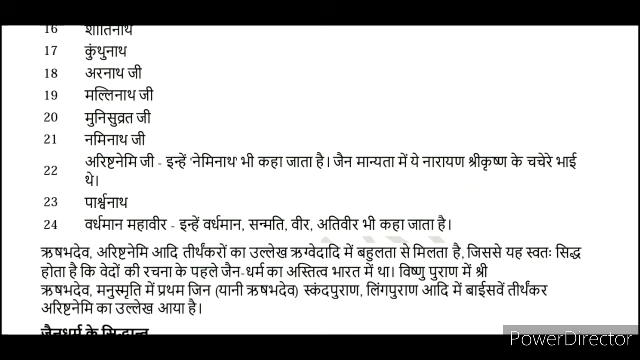 16 शांतिनाथ
17 कुंथुनाथ
18 अरनाथ जी
19 मल्लिनाथ जी
20 मुनिसुव्रत जी
21 नमिनाथ जी
22 अरिष्टनेमि जी - इन्हें 'नेमिनाथ' भी कहा जाता है। जैन मान्यता में ये नारायण श्रीकृष्ण के चचेरे भाई
थे।
23 पार्श्वनाथ
24 वर्धमान महावीर - इन्हें वर्धमान, सन्मति, वीर, अतिवीर भी कहा जाता है।
ऋषभदेव, अरिष्टनेमि आदि तीर्थंकरों का उल्लेख ऋग्वेदादि में बहुलता से मिलता है, जिससे यह स्वतः सिद्ध
होता है कि वेदों की रचना के पहले जैन-धर्म का अस्तित्व भारत में था। विष्णु पुराण में श्री
ऋषभदेव, मनुस्मृति में प्रथम जिन (यानी ऋषभदेव) स्कंदपुराण, लिंगपुराण आदि में बाईसवें तीर्थंकर
अरिष्टनेमि का उल्लेख आया है।
जैनधर्म के सिद्धान्त
PowerDirector